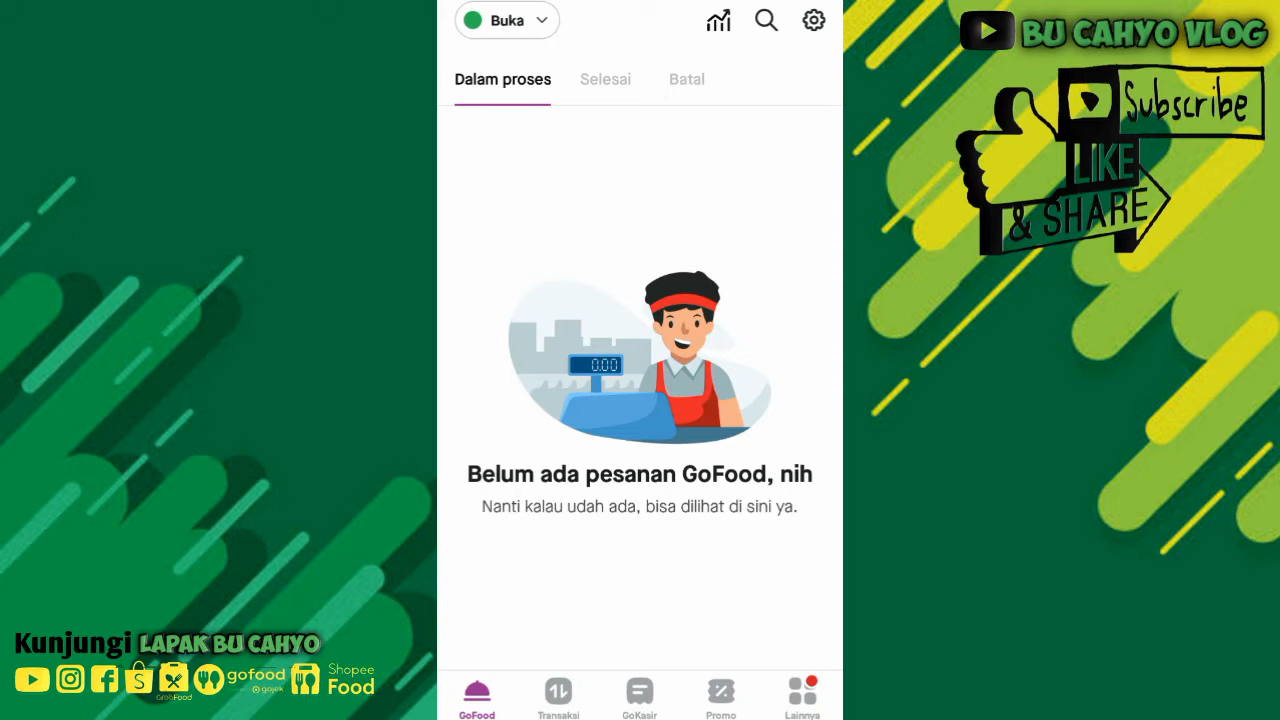 Buka
BU CAHYO VLOG
Dalam proses Selesai Batal
Subscribe
LIKE
& SHARE
0.00
Belum ada pesanan GoFood, nih
Nanti kalau udah ada, bisa dilihat di sini ya.
Kunjungi LAPAK BU CAHYO
GrabFood
gofood
gojek
Shopee
Food
GoFood Transaksi GoKasir Promo Lainnya